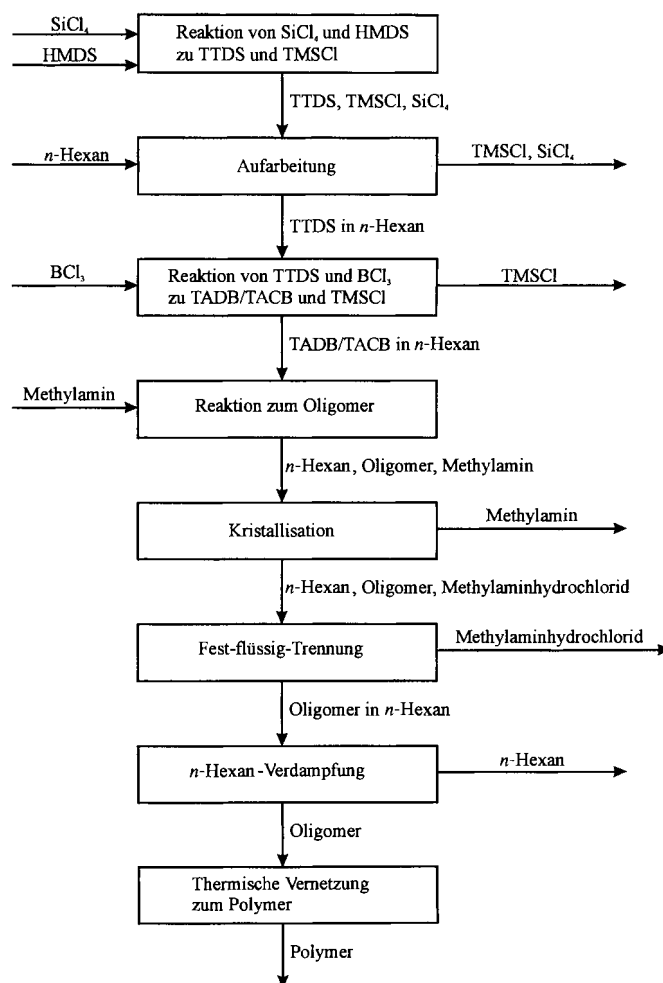 SiCl₄
HMDS
Reaktion von SiCl₄ und HMDS
zu TTDS und TMSCl
TTDS, TMSCl, SiCl₄
n-Hexan
Aufarbeitung
TMSCl, SiCl₄
TTDS in n-Hexan
BCl₃
Reaktion von TTDS und BCl₃
zu TADB/TACB und TMSCl
TMSCl
TADB/TACB in n-Hexan
Methylamin
Reaktion zum Oligomer
n-Hexan, Oligomer, Methylamin
Kristallisation
Methylamin
n-Hexan, Oligomer, Methylaminhydrochlorid
Fest-flüssig-Trennung
Methylaminhydrochlorid
Oligomer in n-Hexan
n-Hexan-Verdampfung
n-Hexan
Oligomer
Thermische Vernetzung
zum Polymer
Polymer